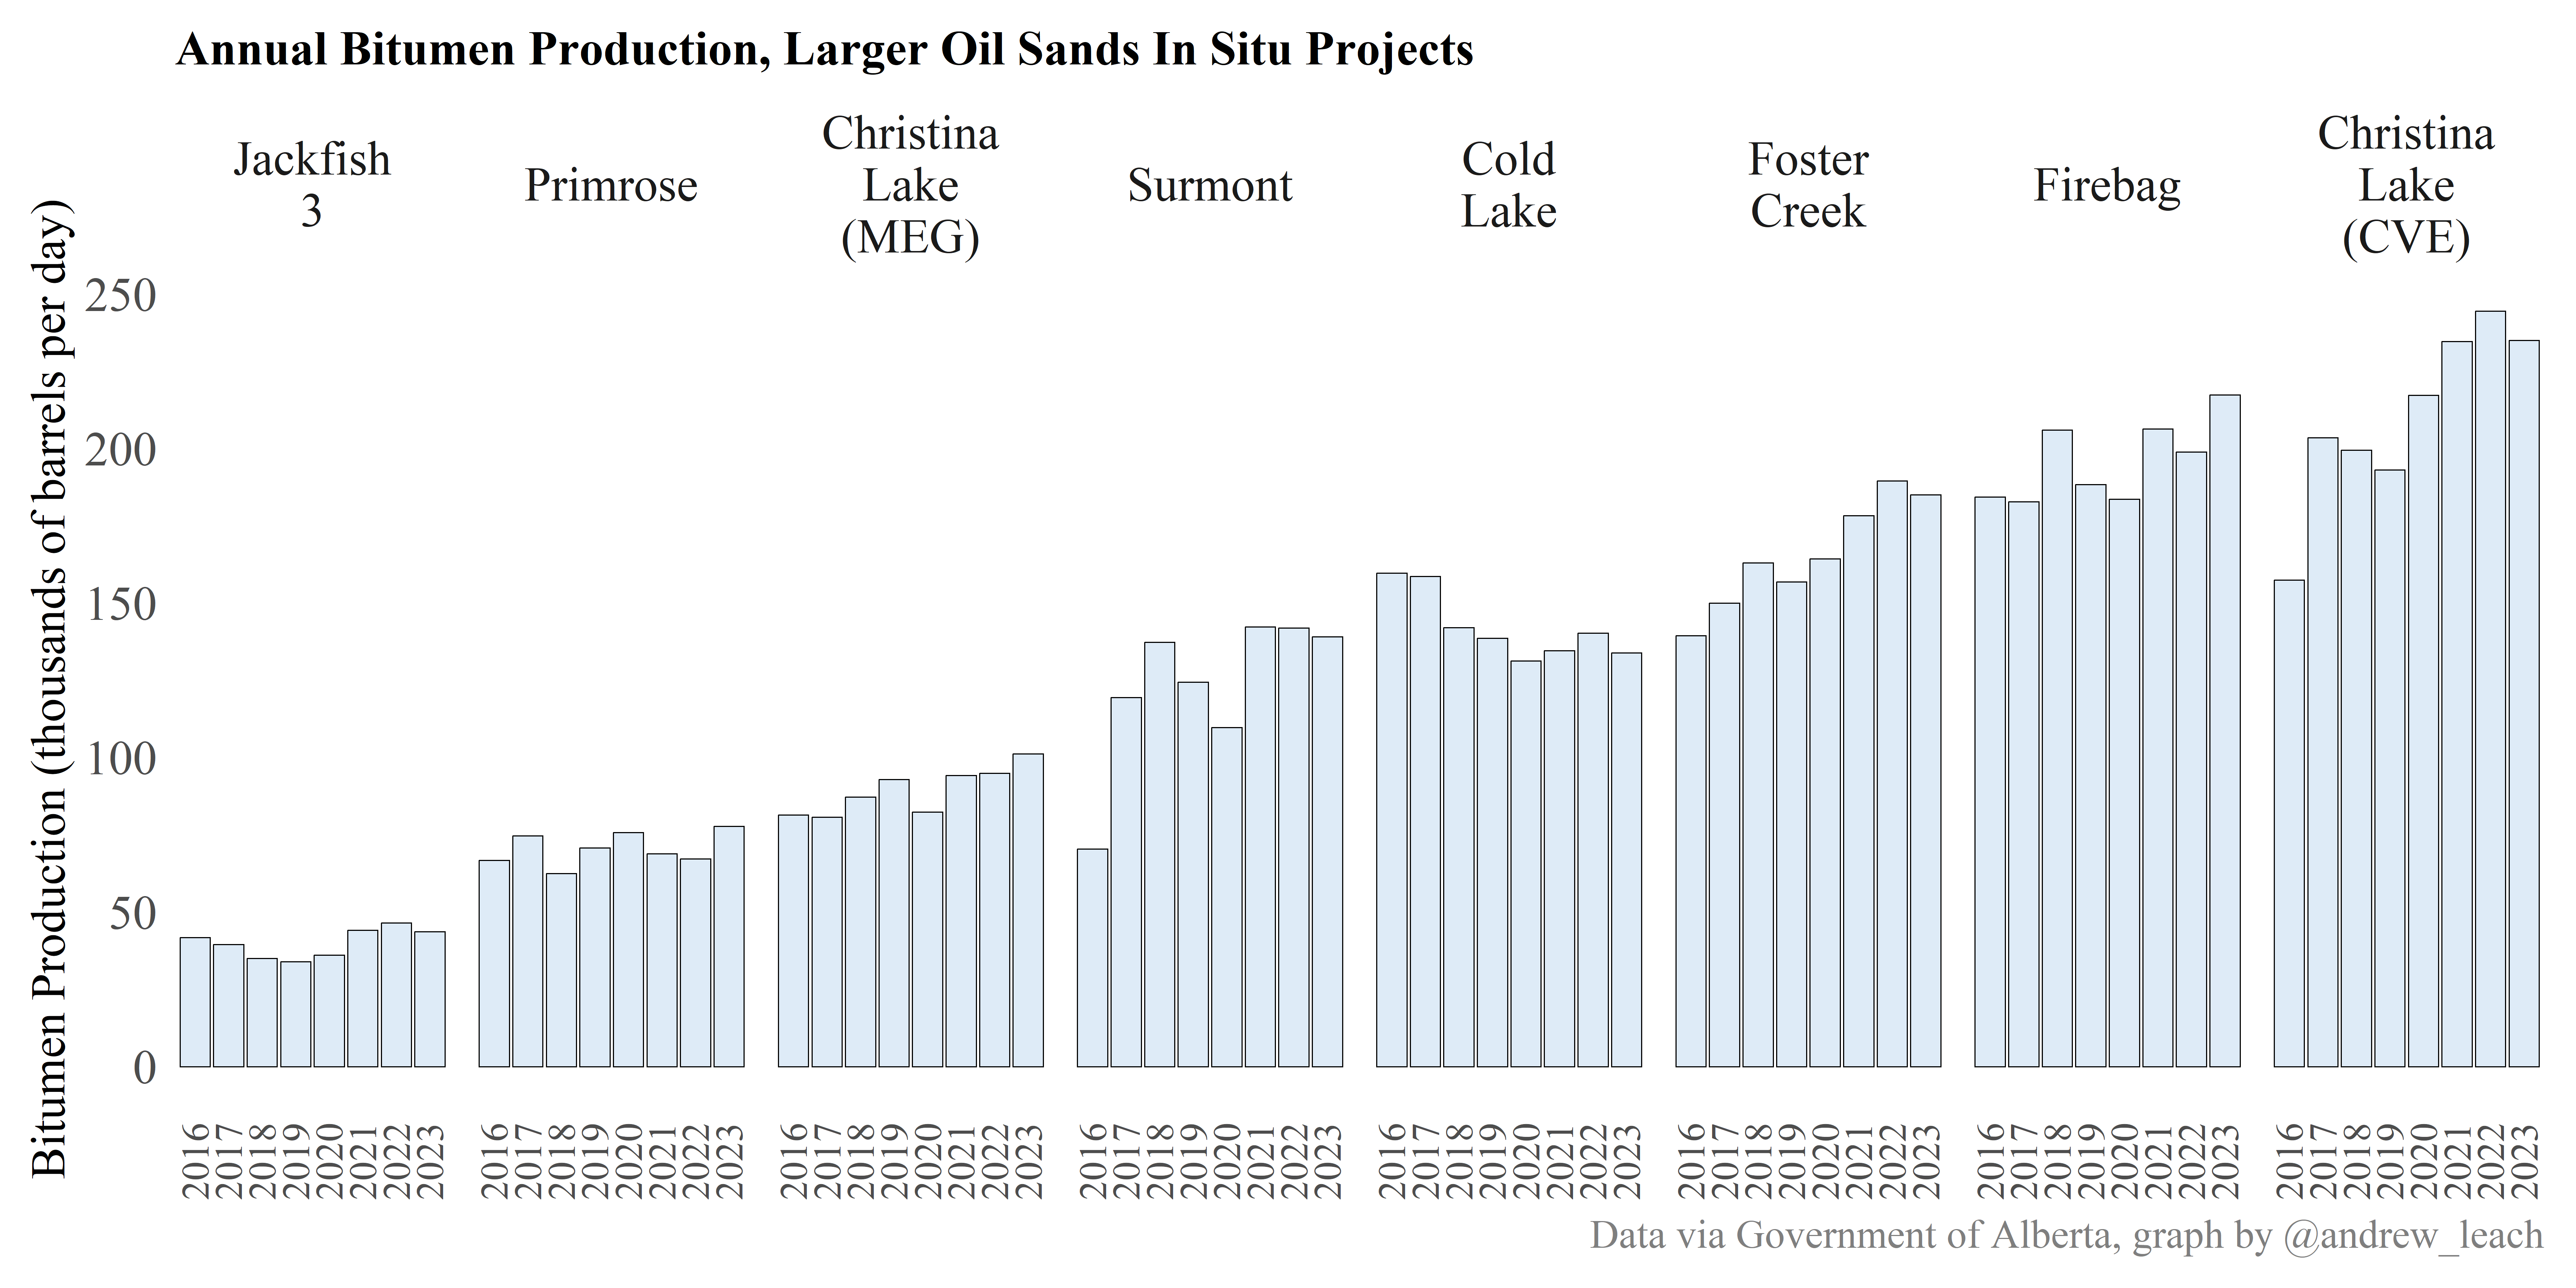 Annual Bitumen Production, Larger Oil Sands In Situ Projects
Jackfish
3
Primrose
Christina
Lake
(MEG)
Surmont
Cold
Lake
Foster
Creek
Firebag
Christina
Lake
(CVE)
Bitumen Production (thousands of barrels per day)
250
200
150
100
50
0
2016 2017 2018 2019 2020 2021 2022 2023
2016 2017 2018 2019 2020 2021 2022 2023
2016 2017 2018 2019 2020 2021 2022 2023
2016 2017 2018 2019 2020 2021 2022 2023
2016 2017 2018 2019 2020 2021 2022 2023
2016 2017 2018 2019 2020 2021 2022 2023
2016 2017 2018 2019 2020 2021 2022 2023
2016 2017 2018 2019 2020 2021 2022 2023
Data via Government of Alberta, graph by @andrew_leach